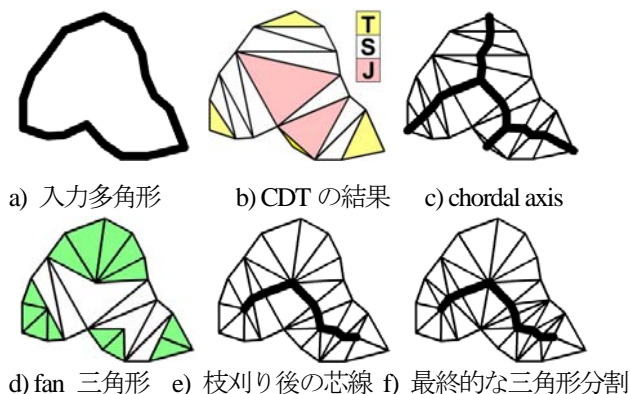 T
S
J
a) 入力多角形 b) CDT の結果 c) chordal axis
d) fan 三角形 e) 枝刈り後の芯線 f) 最終的な三角形分割